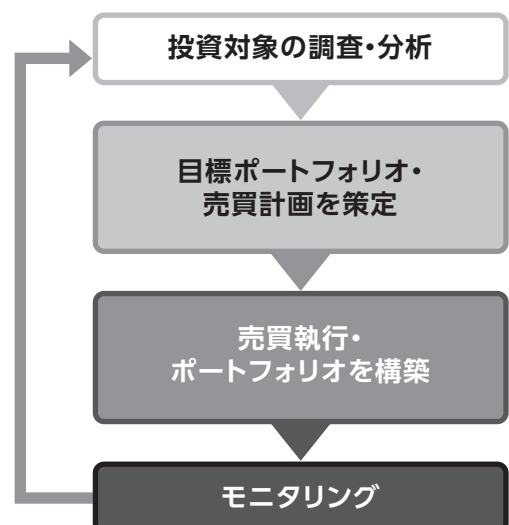 投資対象の調査・分析
目標ポートフォリオ・
売買計画を策定
売買執行・
ポートフォリオを構築
モニタリング